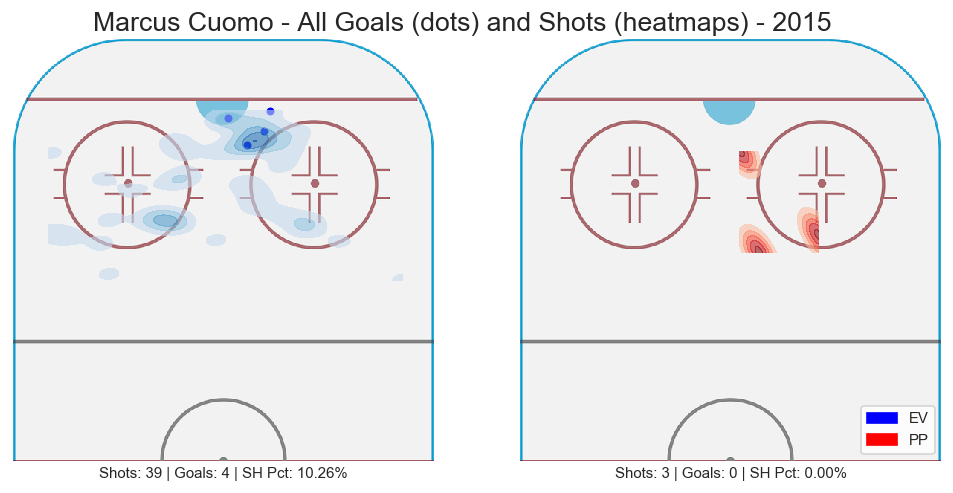 Marcus Cuomo - All Goals (dots) and Shots (heatmaps) - 2015
EV
PP
Shots: 39 | Goals: 4 | SH Pct: 10.26%
Shots: 3 | Goals: 0 | SH Pct: 0.00%